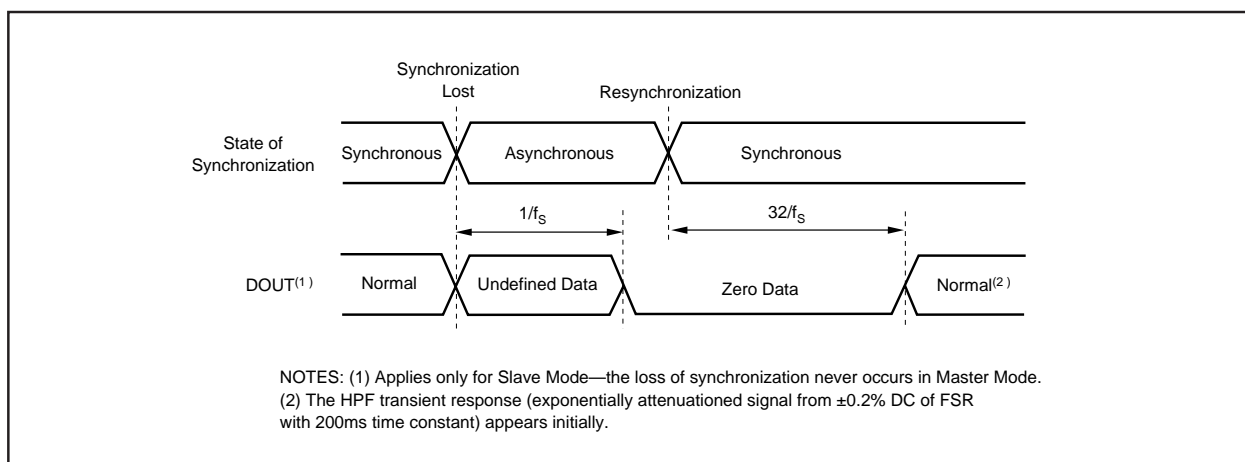 Synchronization
Lost
Resynchronization
State of
Synchronization
Synchronous
Asynchronous
Synchronous
1/fS
32/fS
DOUT(1)
Normal
Undefined Data
Zero Data
Normal(2)
NOTES: (1) Applies only for Slave Mode—the loss of synchronization never occurs in Master Mode.
(2) The HPF transient response (exponentially attenuationed signal from ±0.2% DC of FSR
with 200ms time constant) appears initially.